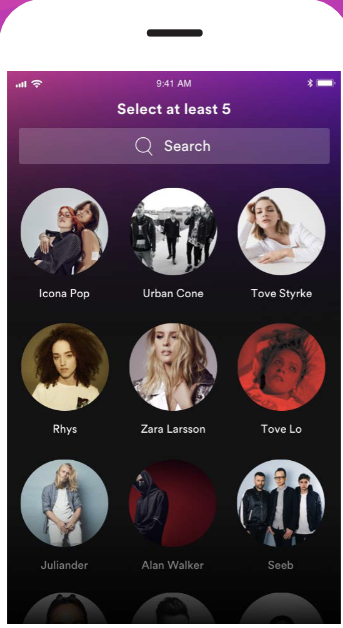 9:41 AM
Select at least 5
Search
Icona Pop
Urban Cone
Tove Styrke
Rhys
Zara Larsson
Tove Lo
Juliander
Alan Walker
Seeb